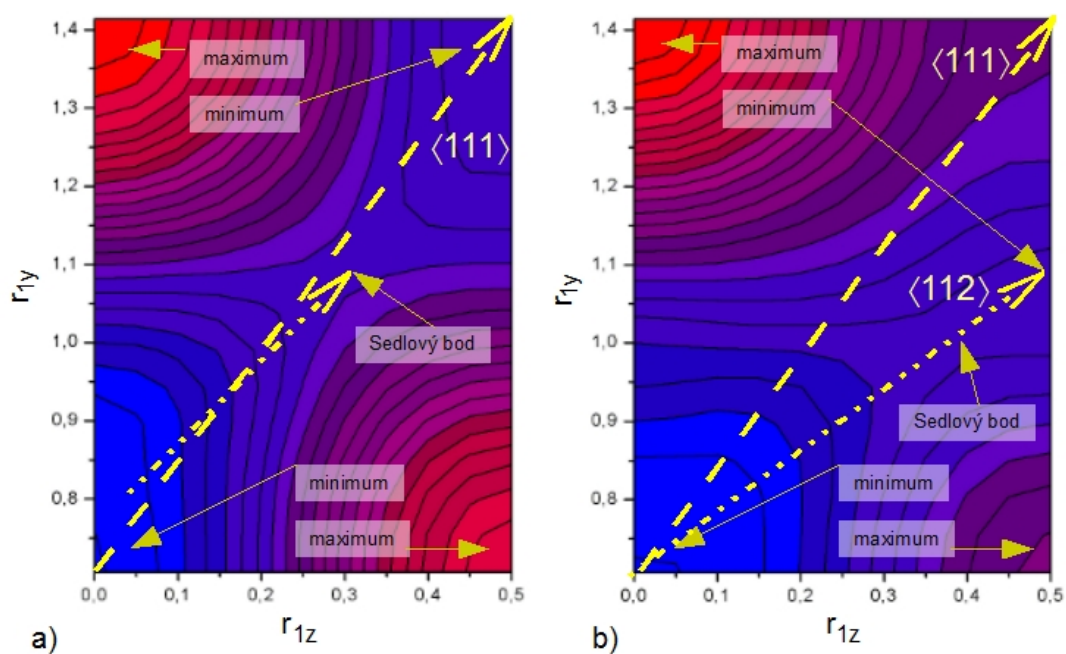 1,4
1,3
1,2
1,1
1,0
0,9
0,8
r1y
maximum
minimum
⟨111⟩
Sedlový bod
minimum
maximum
0,0 0,1 0,2 0,3 0,4 0,5
r1z
a)
1,4
1,3
1,2
1,1
1,0
0,9
0,8
r1y
maximum
⟨111⟩
minimum
⟨112⟩
Sedlový bod
minimum
maximum
0,0 0,1 0,2 0,3 0,4 0,5
r1z
b)